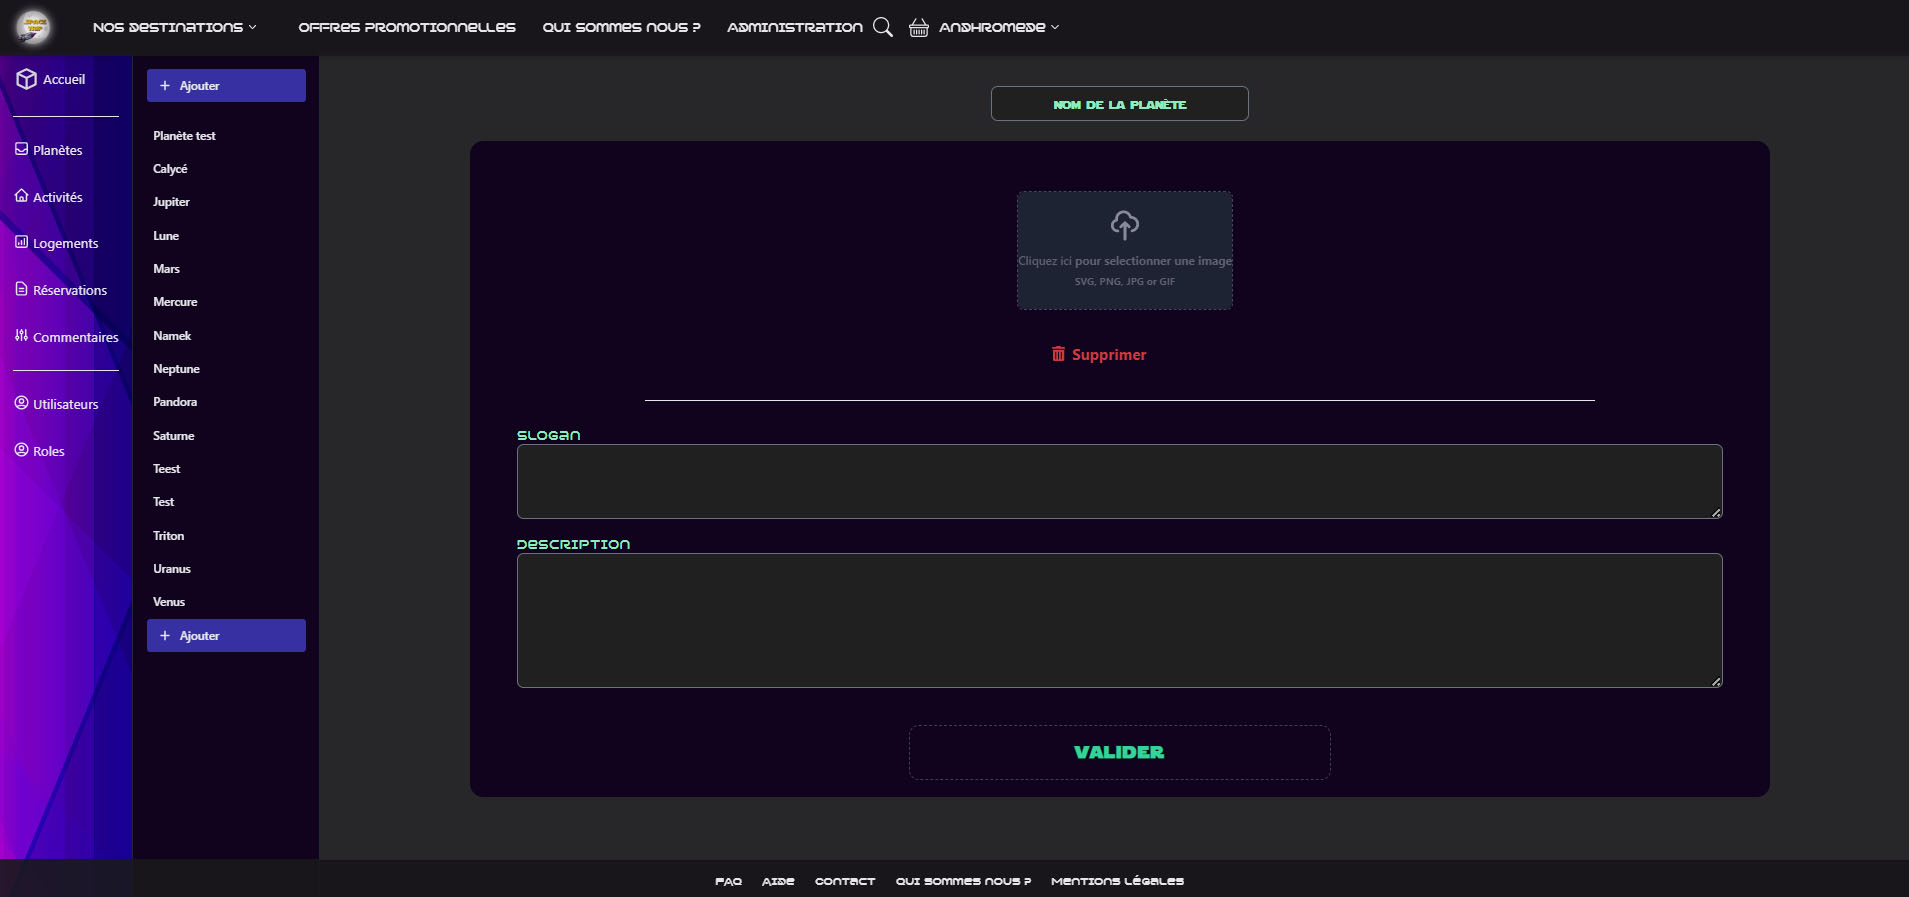 SPACE TRIP
NOS DESTINATIONS
OFFRES PROMOTIONNELLES
QUI SOMMES NOUS ?
ADMINISTRATION
ANDHROMEDE
Accueil
Planètes
Activités
Logements
Réservations
Commentaires
Utilisateurs
Roles
+ Ajouter
Planète test
Calycé
Jupiter
Lune
Mars
Mercure
Namek
Neptune
Pandora
Saturne
Teest
Test
Triton
Uranus
Venus
+ Ajouter
NOM DE LA PLANÈTE
Cliquez ici pour selectionner une image
SVG, PNG, JPG or GIF
Supprimer
SLOGAN
DESCRIPTION
VALIDER
FAQ
AIDE
CONTACT
QUI SOMMES NOUS ?
MENTIONS LÉGALES